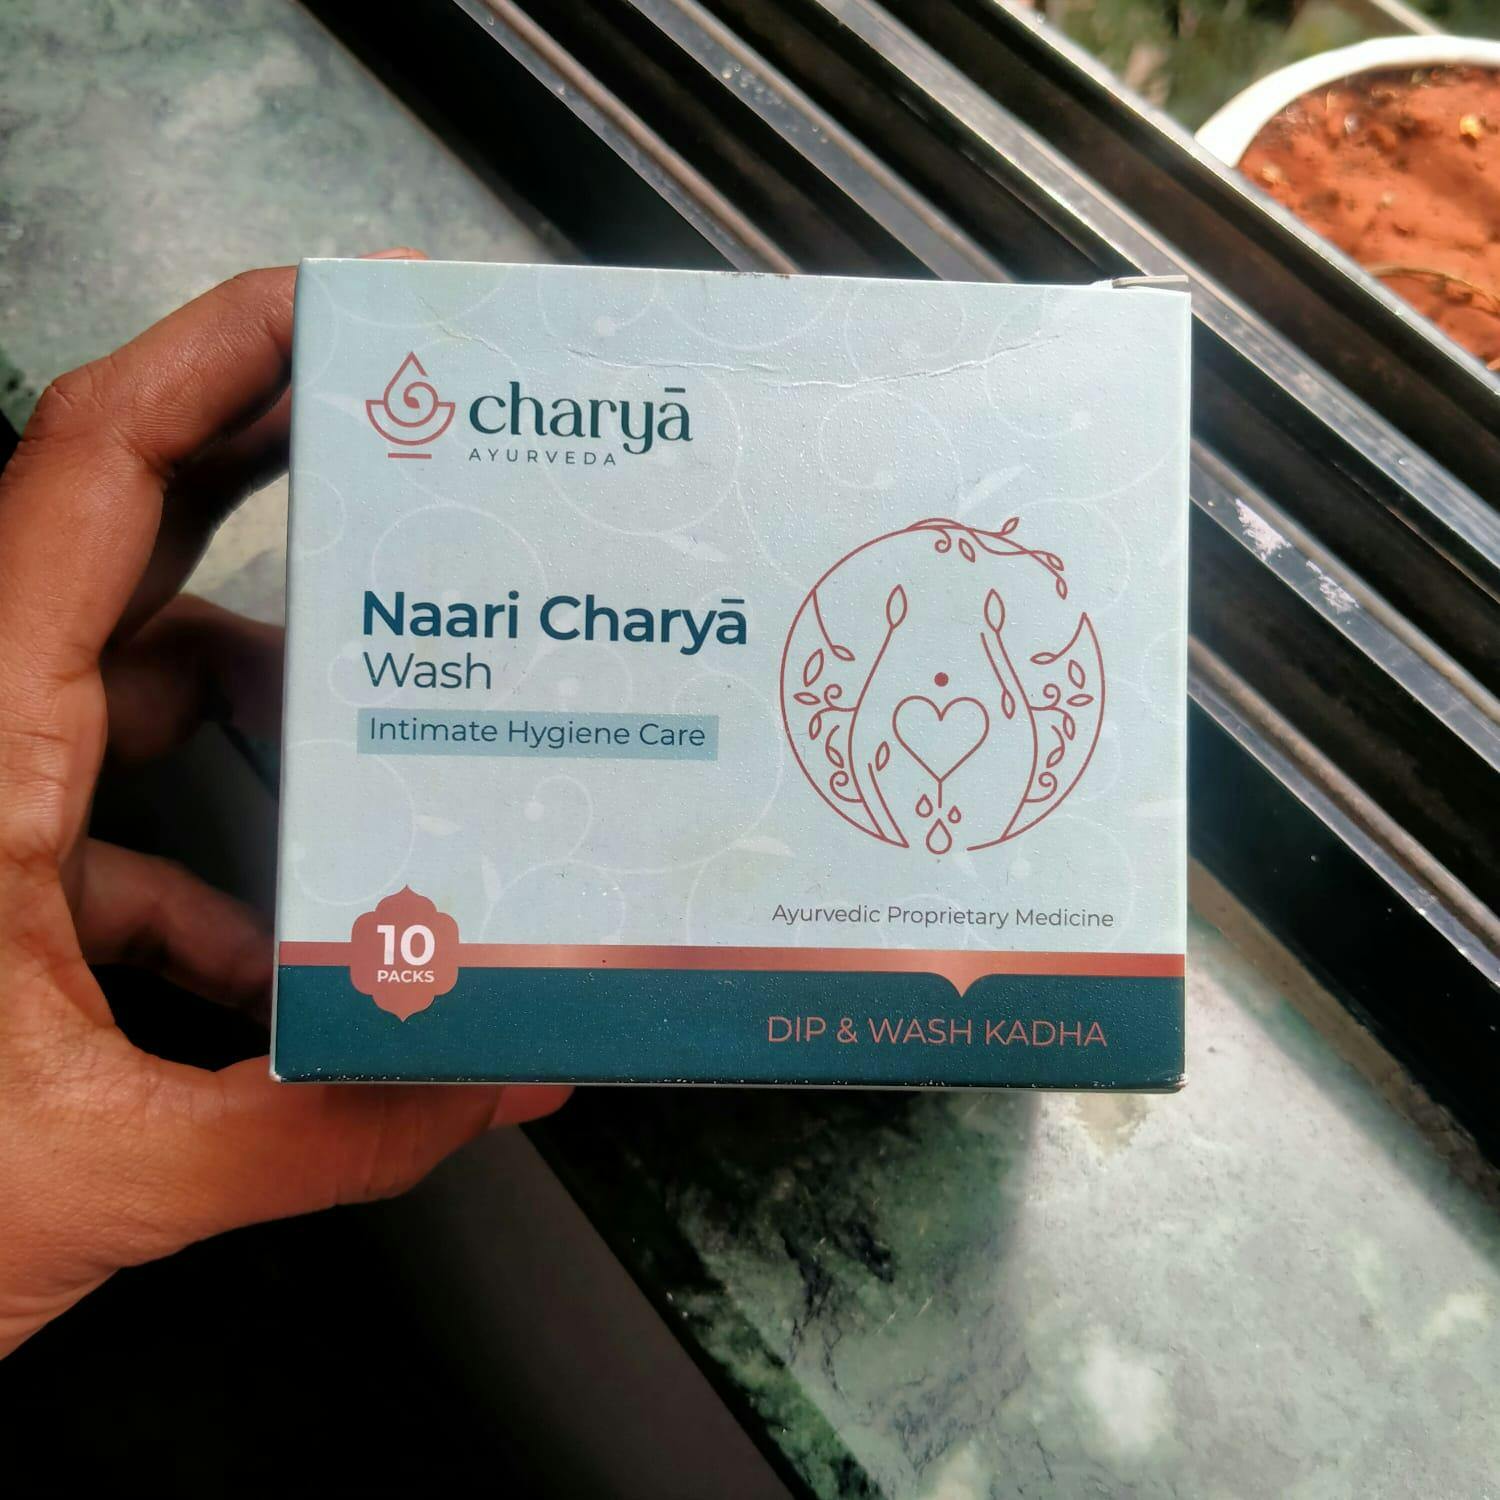 charyā
AYURVEDA
Naari Charyā
Wash
Intimate Hygiene Care
Ayurvedic Proprietary Medicine
10
PACKS
DIP & WASH KADHA